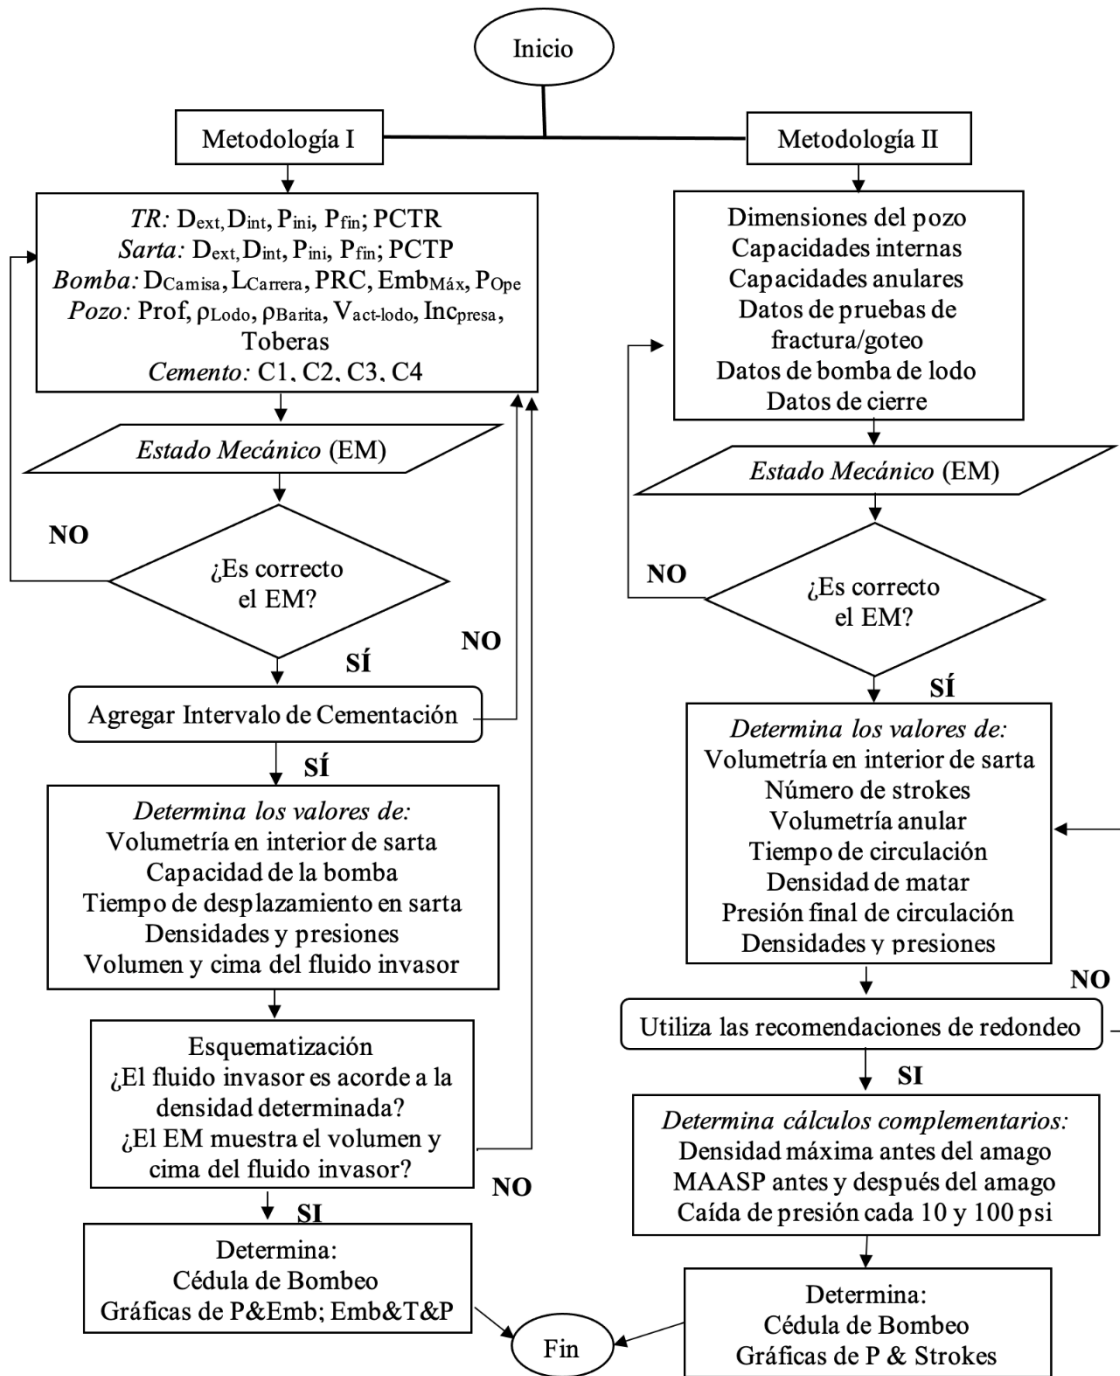 Inicio
Metodología I
TR: Dext, Dint, Pini, Pfin; PCTR
Sarta: Dext, Dint, Pini, Pfin; PCTP
Bomba: DCamisa, LCarrera, PRC, EmbMáx, POpe
Pozo: Prof, ρLodo, ρBarita, Vact-lodo, Incpresa,
Toberas
Cemento: C1, C2, C3, C4
Estado Mecánico (EM)
NO
¿Es correcto
el EM?
SÍ
NO
Agregar Intervalo de Cementación
SÍ
Determina los valores de:
Volumetría en interior de sarta
Capacidad de la bomba
Tiempo de desplazamiento en sarta
Densidades y presiones
Volumen y cima del fluido invasor
Esquematización
¿El fluido invasor es acorde a la
densidad determinada?
¿El EM muestra el volumen y
cima del fluido invasor?
NO
SI
Determina:
Cédula de Bombeo
Gráficas de P&Emb; Emb&T&P
Metodología II
Dimensiones del pozo
Capacidades internas
Capacidades anulares
Datos de pruebas de
fractura/goteo
Datos de bomba de lodo
Datos de cierre
Estado Mecánico (EM)
NO
¿Es correcto
el EM?
SÍ
Determina los valores de:
Volumetría en interior de sarta
Número de strokes
Volumetría anular
Tiempo de circulación
Densidad de matar
Presión final de circulación
Densidades y presiones
NO
Utiliza las recomendaciones de redondeo
SI
Determina cálculos complementarios:
Densidad máxima antes del amago
MAASP antes y después del amago
Caída de presión cada 10 y 100 psi
Determina:
Cédula de Bombeo
Gráficas de P & Strokes
Fin